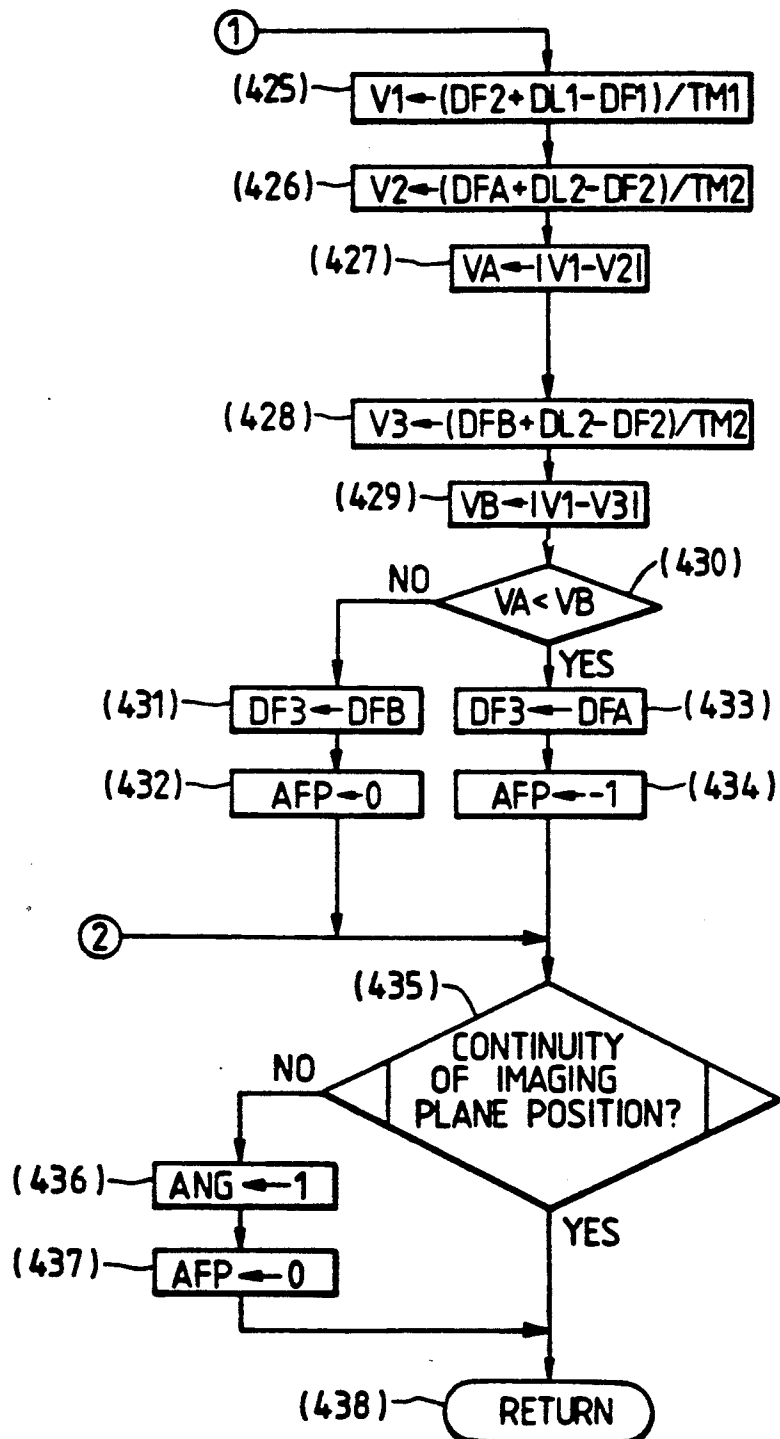 1
(425) V1←(DF2+DL1-DF1)/TM1
(426) V2←(DFA+DL2-DF2)/TM2
(427) VA←|V1-V2|
(428) V3←(DFB+DL2-DF2)/TM2
(429) VB←|V1-V3|
(430)
NO
VA<VB
YES
(431) DF3←DFB
DF3←DFA (433)
(432) AFP←0
AFP←-1 (434)
2
(435)
NO
CONTINUITY
OF IMAGING
PLANE POSITION?
(436) ANG←1
YES
(437) AFP←0
(438) RETURN